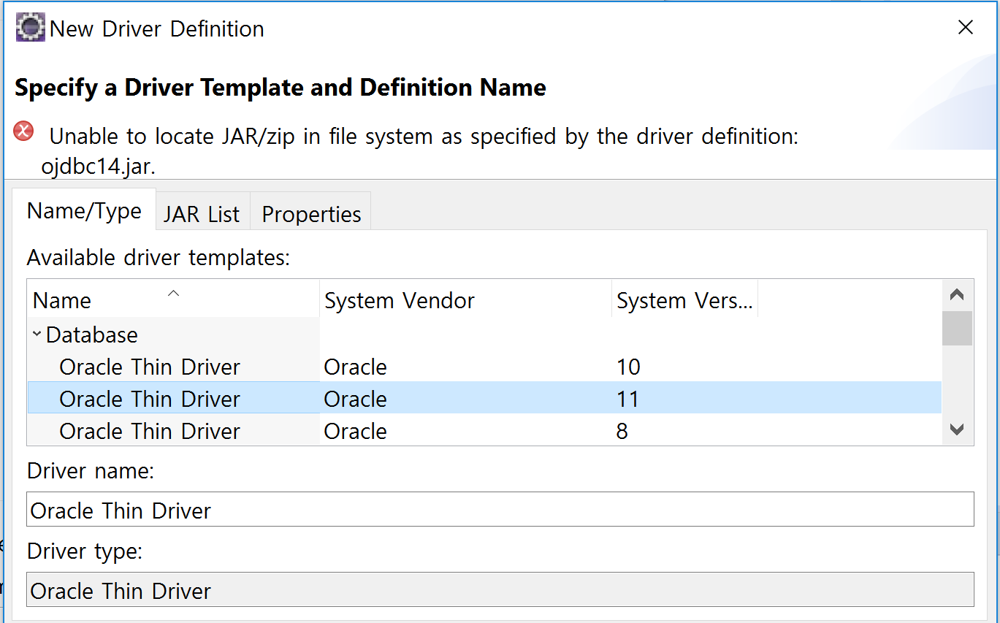 New Driver Definition
Specify a Driver Template and Definition Name
Unable to locate JAR/zip in file system as specified by the driver definition:
ojdbc14.jar.
Name/Type JAR List Properties
Available driver templates:
Name System Vendor System Vers...
Database
Oracle Thin Driver Oracle 10
Oracle Thin Driver Oracle 11
Oracle Thin Driver Oracle 8
Driver name:
Oracle Thin Driver
Driver type:
Oracle Thin Driver